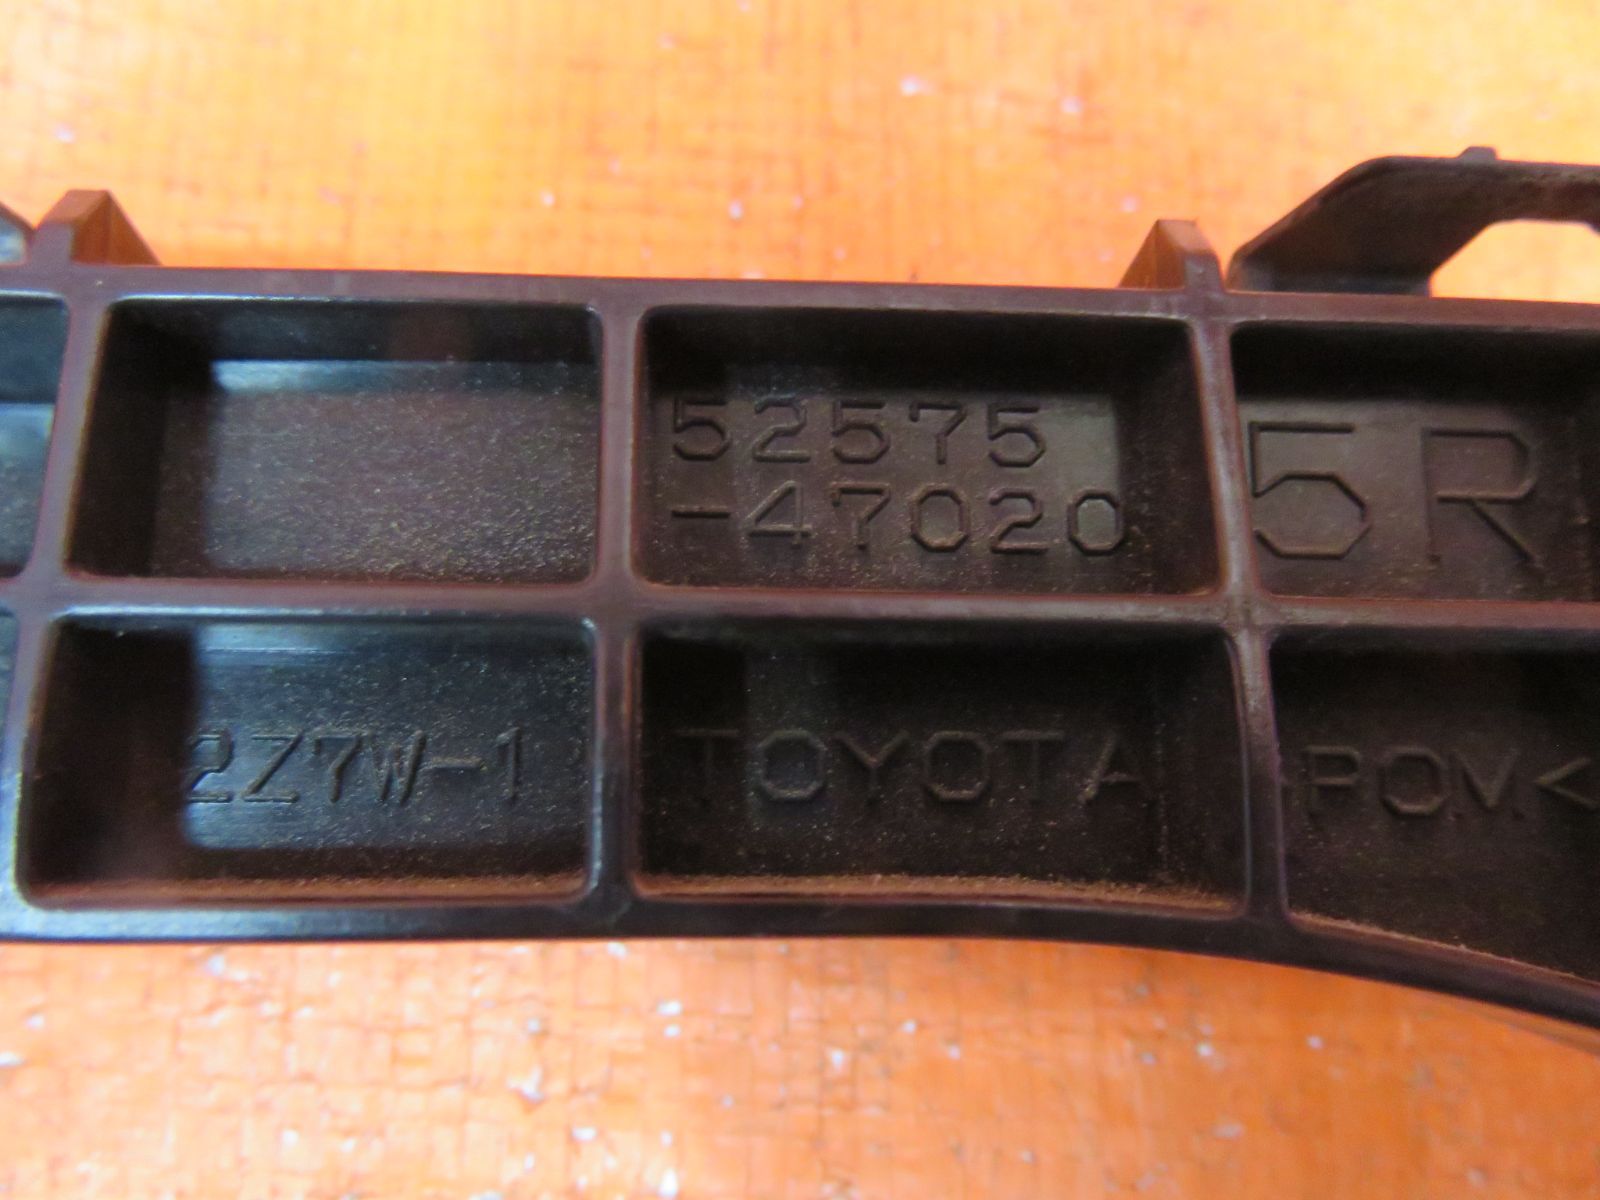 52575
-47020
5R
2Z7W-1
TOYOTA
>POM<